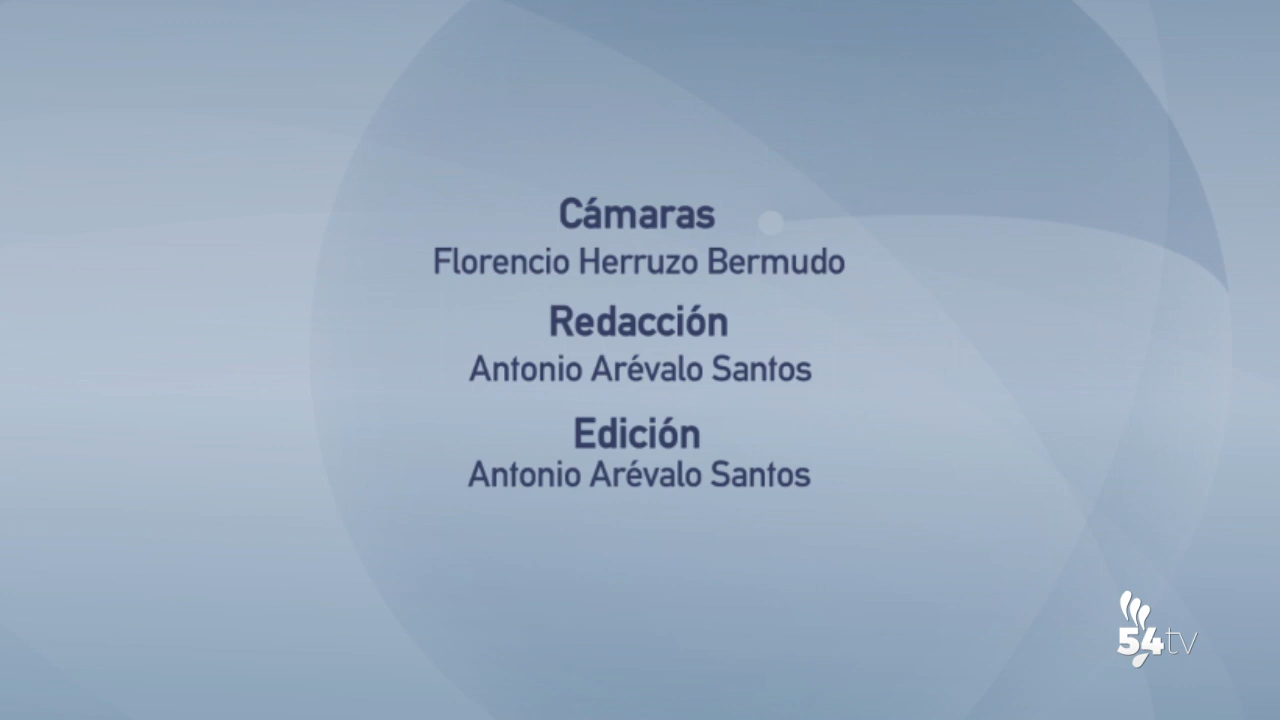 Cámaras
Florencio Herruzo Bermudo
Redacción
Antonio Arévalo Santos
Edición
Antonio Arévalo Santos
54tv